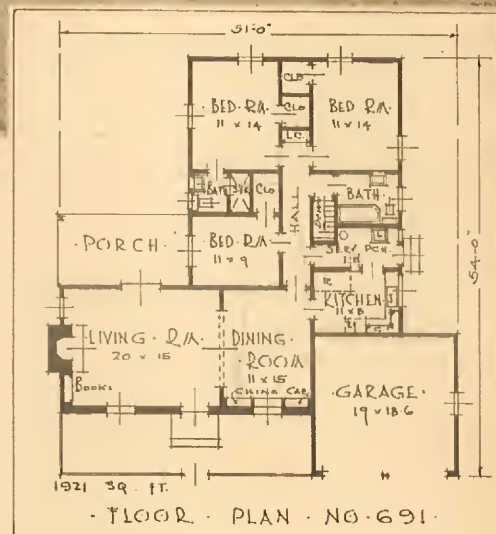 51'-0"
CLO
BED RM. BED RM.
11 x 14 CLO 11 x 14
L.C.
BATH CLO BATH
HALL
DOWN
PORCH BED RM. SERV. PCH.
11 x 9
54'-0"
KITCHEN
11 x 8
LIVING RM. DINING
20 x 15 ROOM
11 x 15
BOOKS CHINA CAB.
GARAGE
19 x 18-6
1921 SQ. FT.
FLOOR PLAN NO. 691